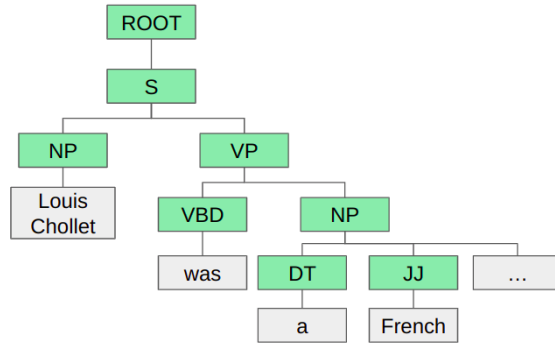 ROOT
S
NP VP
Louis
Chollet
VBD NP
was DT JJ ...
a French